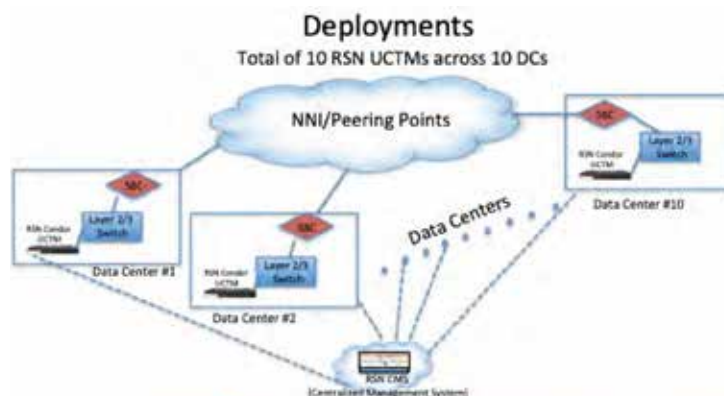 Deployments
Total of 10 RSN UCTMs across 10 DCs
NNI/Peering Points
SBC
Layer 2/3
Switch
RSN Condor
UCTM
Data Center #10
SBC
Layer 2/3
Switch
RSN Condor
UCTM
Data Center #1
SBC
Layer 2/3
Switch
RSN Condor
UCTM
Data Center #2
Data Centers
RSN CMS
(Centralized Management System)